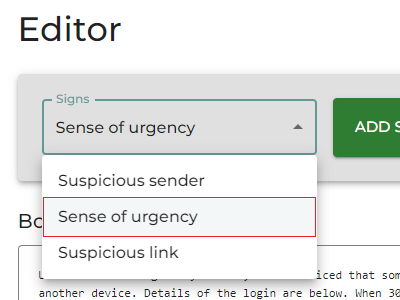 Editor
Signs
Sense of urgency
ADD S
Suspicious sender
Sense of urgency
Suspicious link
Bo
iced that som
another device. Details of the login are below. When 30